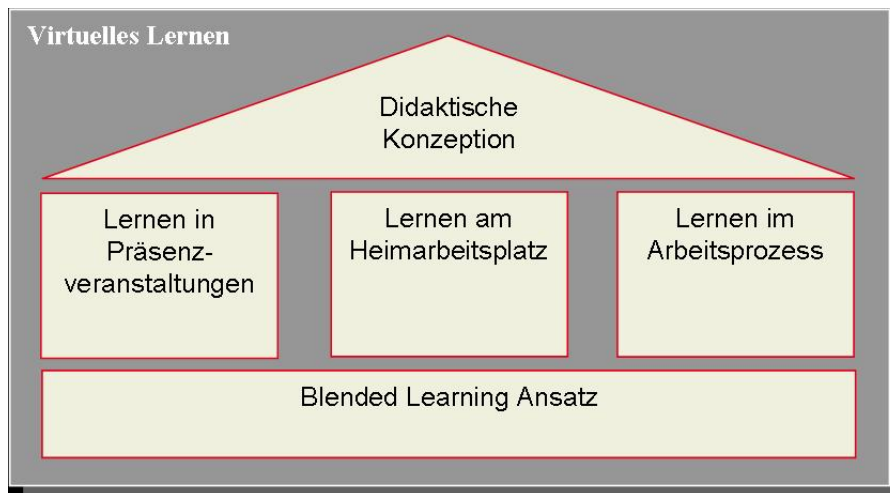 Virtuelles Lernen
Didaktische
Konzeption
Lernen in
Präsenz-
veranstaltungen
Lernen am
Heimarbeitsplatz
Lernen im
Arbeitsprozess
Blended Learning Ansatz